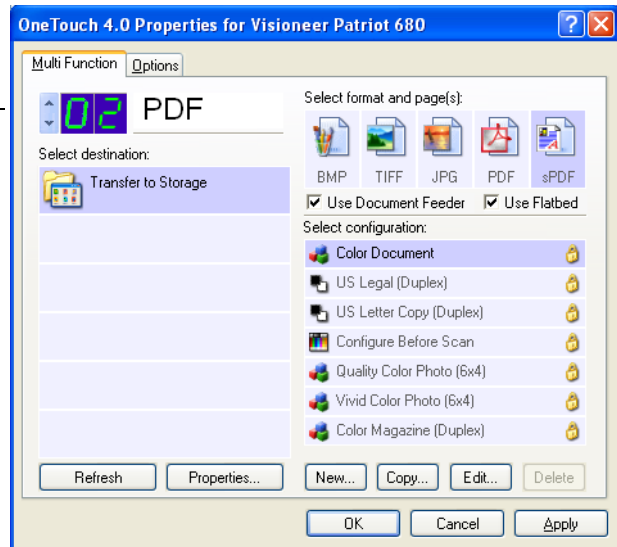 OneTouch 4.0 Properties for Visioneer Patriot 680
Multi Function
Options
02 PDF
Select destination:
Transfer to Storage
Refresh
Properties...
Select format and page(s):
BMP TIFF JPG PDF sPDF
Use Document Feeder
Use Flatbed
Select configuration:
Color Document
US Legal (Duplex)
US Letter Copy (Duplex)
Configure Before Scan
Quality Color Photo (6x4)
Vivid Color Photo (6x4)
Color Magazine (Duplex)
New... Copy... Edit... Delete
OK Cancel Apply